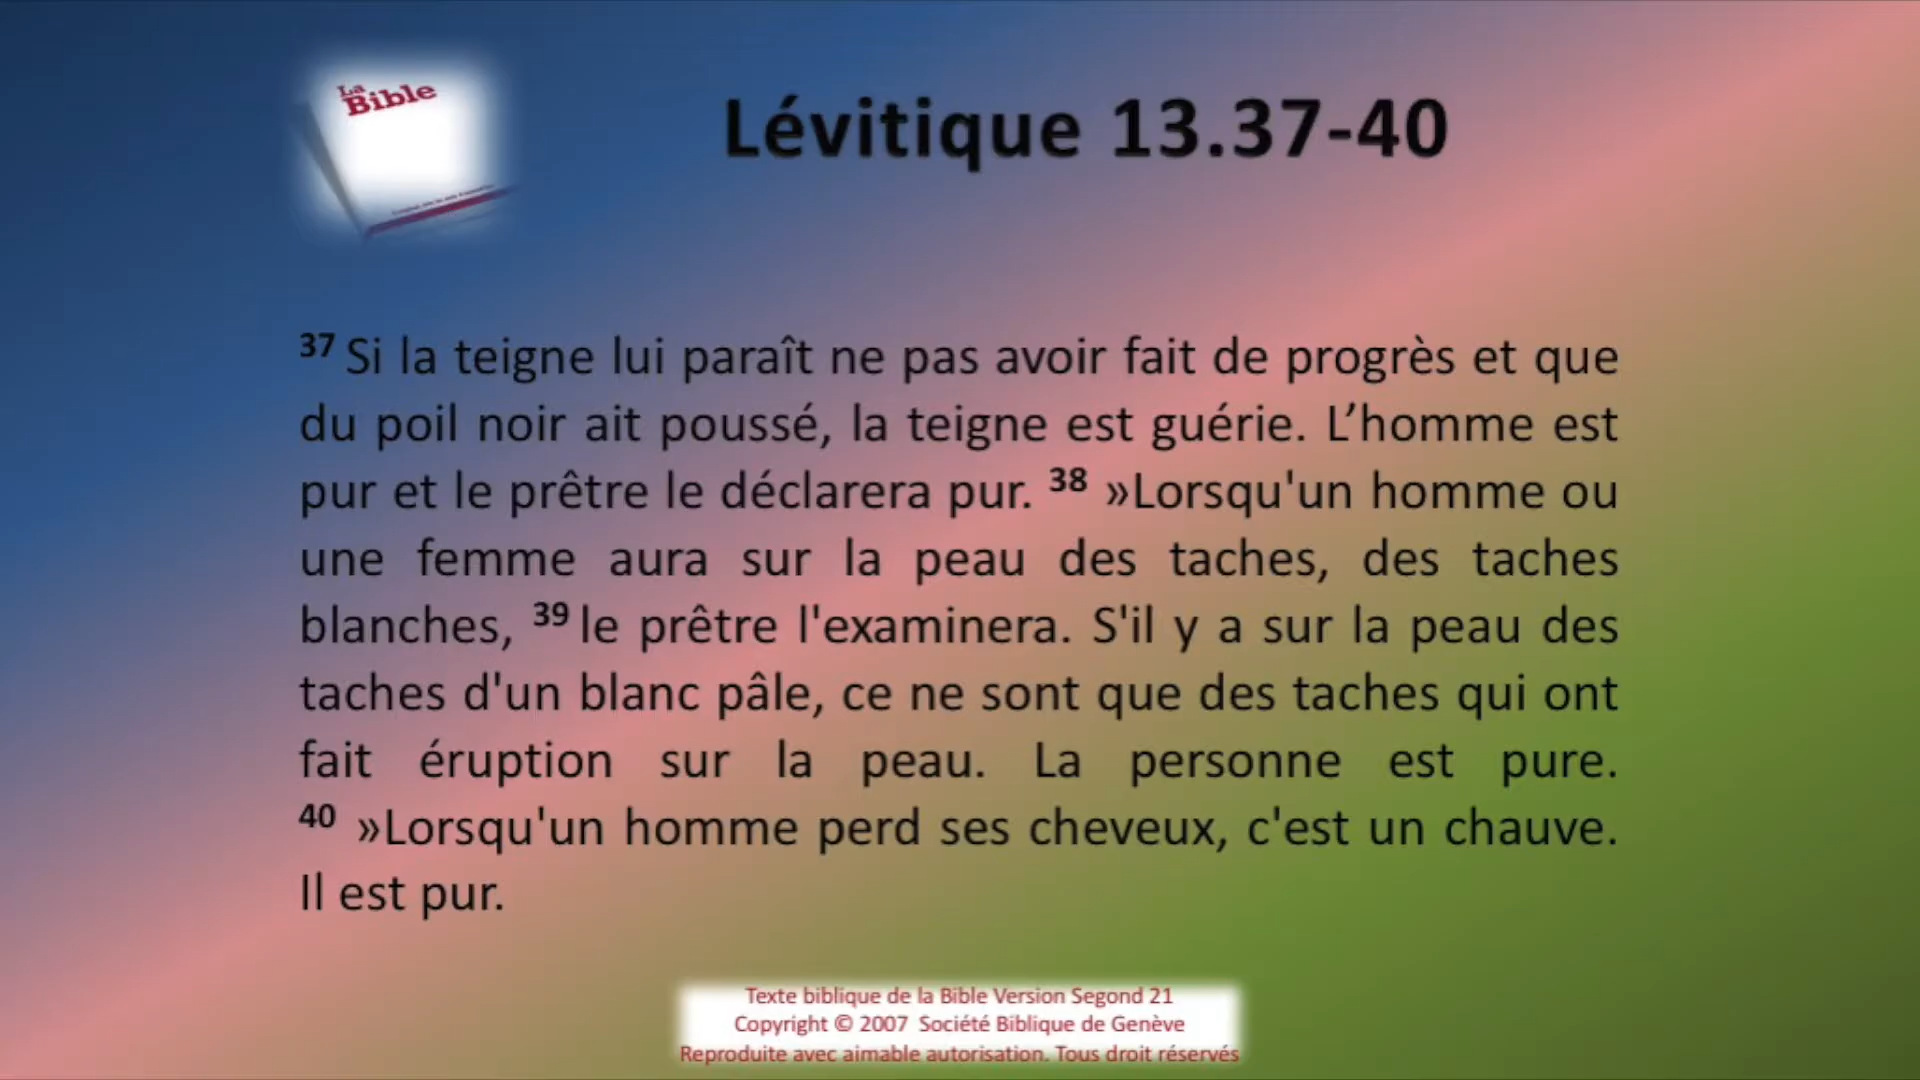 La
Bible
Lévitique 13.37-40
37 Si la teigne lui paraît ne pas avoir fait de progrès et que
du poil noir ait poussé, la teigne est guérie. L’homme est
pur et le prêtre le déclarera pur. 38 »Lorsqu'un homme ou
une femme aura sur la peau des taches, des taches
blanches, 39 le prêtre l'examinera. S'il y a sur la peau des
taches d'un blanc pâle, ce ne sont que des taches qui ont
fait éruption sur la peau. La personne est pure.
40 »Lorsqu'un homme perd ses cheveux, c'est un chauve.
Il est pur.
Texte biblique de la Bible Version Segond 21
Copyright © 2007 Société Biblique de Genève
Reproduite avec aimable autorisation. Tous droit réservés